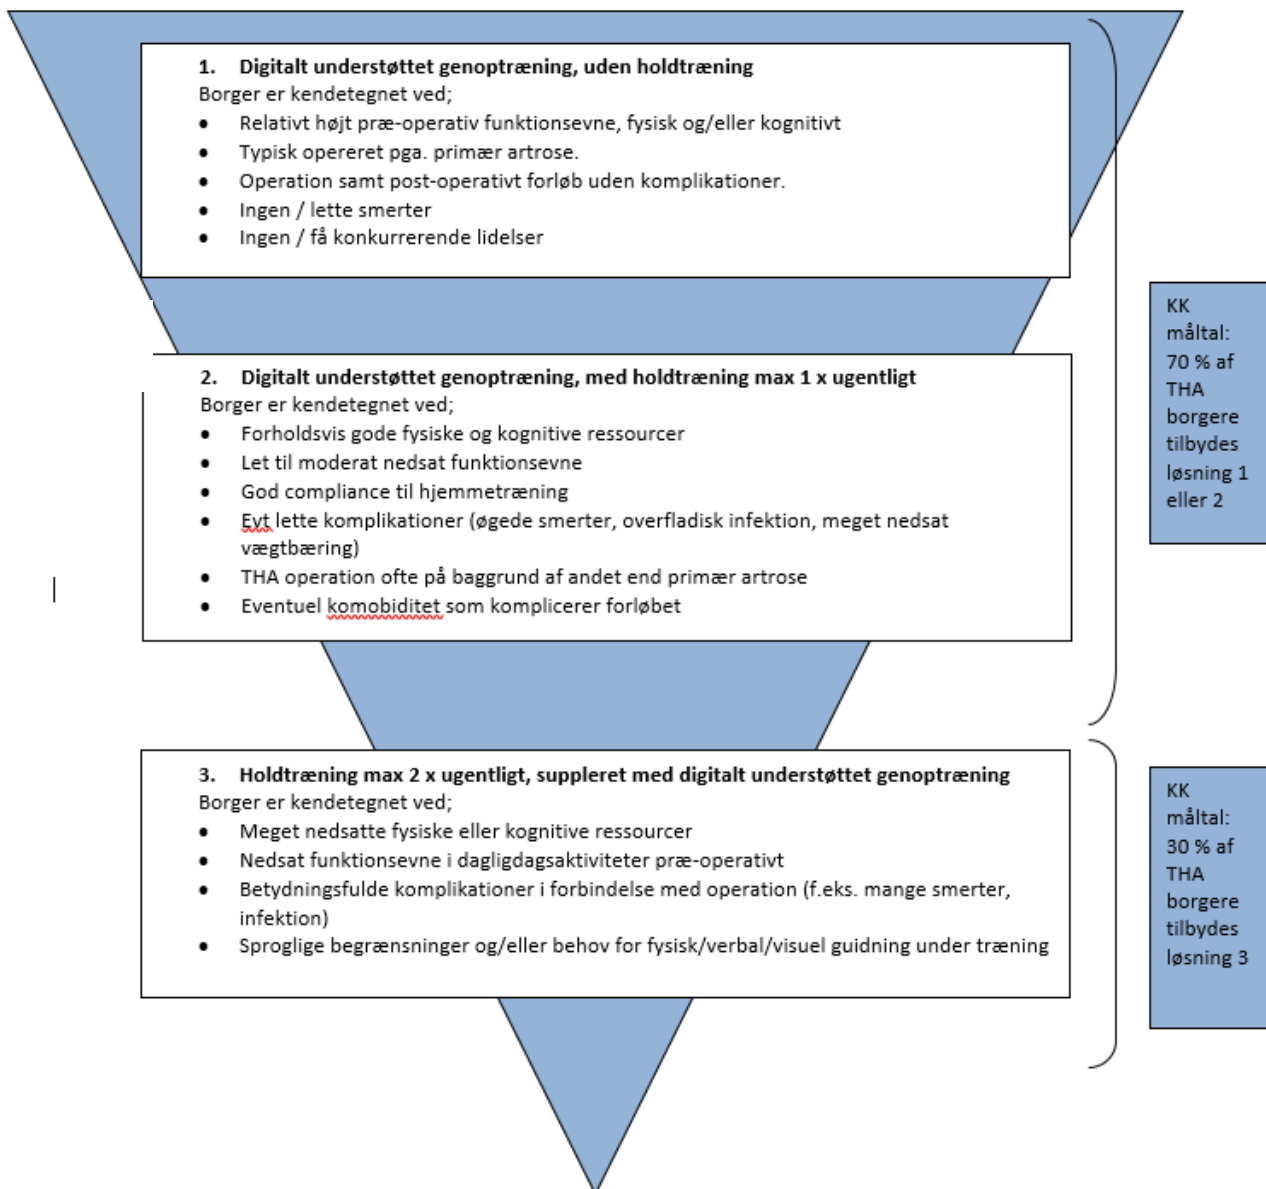 1. Digitalt understøttet genoptræning, uden holdtræning
Borger er kendetegnet ved;
• Relativt højt præ-operativ funktionsevne, fysisk og/eller kognitivt
• Typisk opereret pga. primær artrose.
• Operation samt post-operativt forløb uden komplikationer.
• Ingen / lette smerter
• Ingen / få konkurrerende lidelser
KK
måltal:
70 % af
THA
borgere
tilbydes
løsning 1
eller 2
2. Digitalt understøttet genoptræning, med holdtræning max 1 x ugentligt
Borger er kendetegnet ved;
• Forholdsvis gode fysiske og kognitive ressourcer
• Let til moderat nedsat funktionsevne
• God compliance til hjemmetræning
• Evt lette komplikationer (øgede smerter, overfladisk infektion, meget nedsat
vægtbæring)
• THA operation ofte på baggrund af andet end primær artrose
• Eventuel komobiditet som komplicerer forløbet
3. Holdtræning max 2 x ugentligt, suppleret med digitalt understøttet genoptræning
Borger er kendetegnet ved;
• Meget nedsatte fysiske eller kognitive ressourcer
• Nedsat funktionsevne i dagligdagsaktiviteter præ-operativt
• Betydningsfulde komplikationer i forbindelse med operation (f.eks. mange smerter,
infektion)
• Sproglige begrænsninger og/eller behov for fysisk/verbal/visuel guidning under træning
KK
måltal:
30 % af
THA
borgere
tilbydes
løsning 3